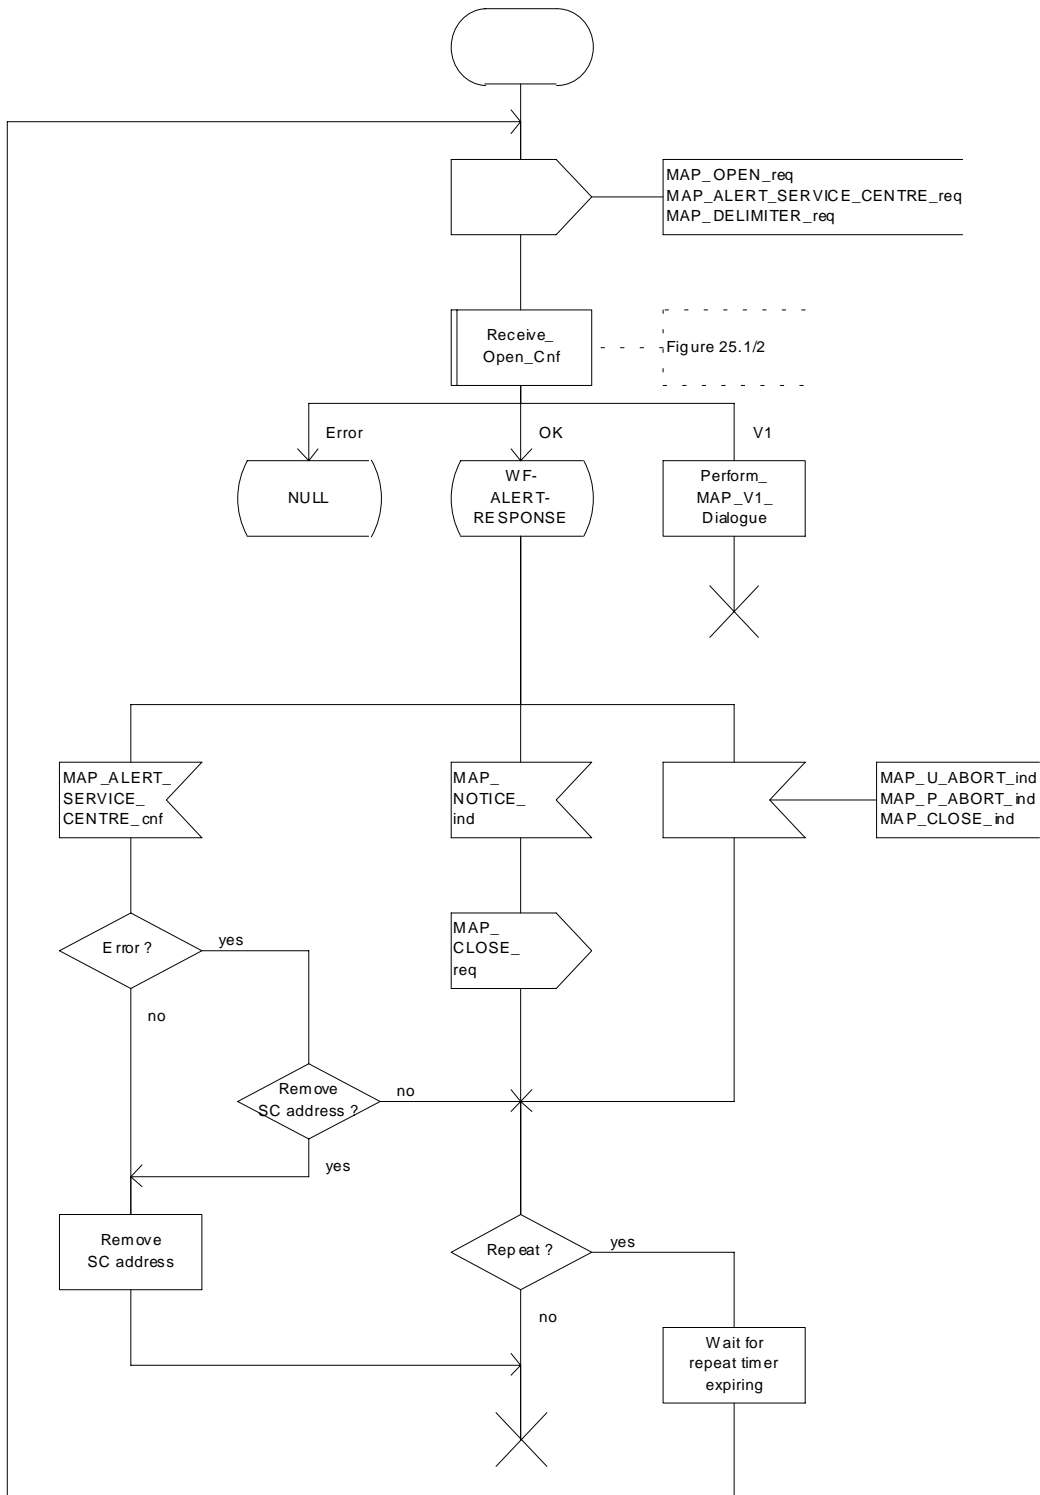 MAP_OPEN_req
MAP_ALERT_SERVICE_CENTRE_req
MAP_DELIMITER_req
Receive_
Open_Cnf
Figure 25.1/2
Error
OK
V1
NULL
WF-
ALERT-
RESPONSE
Perform_
MAP_V1_
Dialogue
MAP_ALERT_
SERVICE_
CENTRE_cnf
MAP_
NOTICE_
ind
MAP_U_ABORT_ind
MAP_P_ABORT_ind
MAP_CLOSE_ind
Error ?
yes
MAP_
CLOSE_
req
no
Remove
SC address ?
no
yes
Remove
SC address
Repeat ?
yes
no
Wait for
repeat timer
expiring